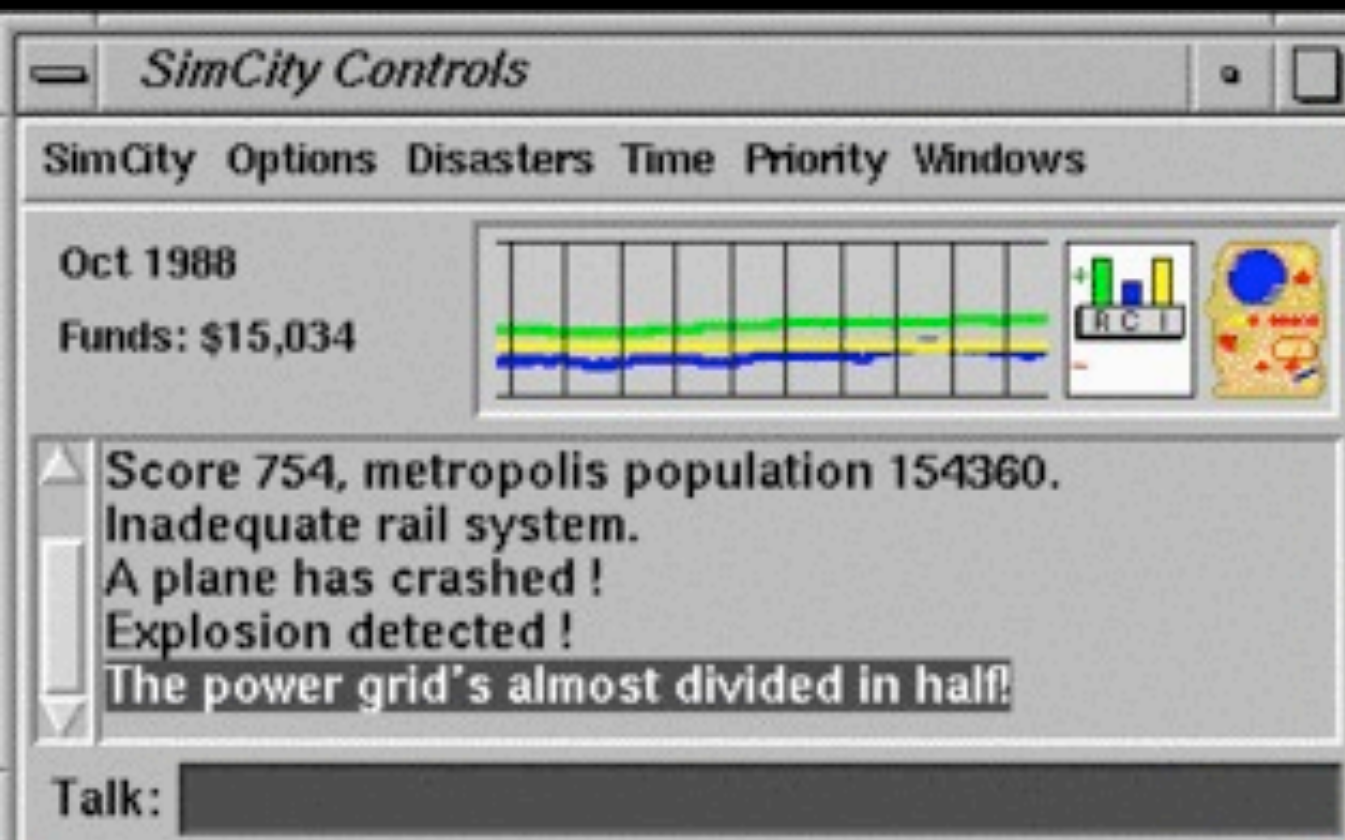 SimCity Controls
SimCity Options Disasters Time Priority Windows
Oct 1988
Funds: $15,034
+
R C I
-
Score 754, metropolis population 154360.
Inadequate rail system.
A plane has crashed !
Explosion detected !
The power grid's almost divided in half!
Talk: